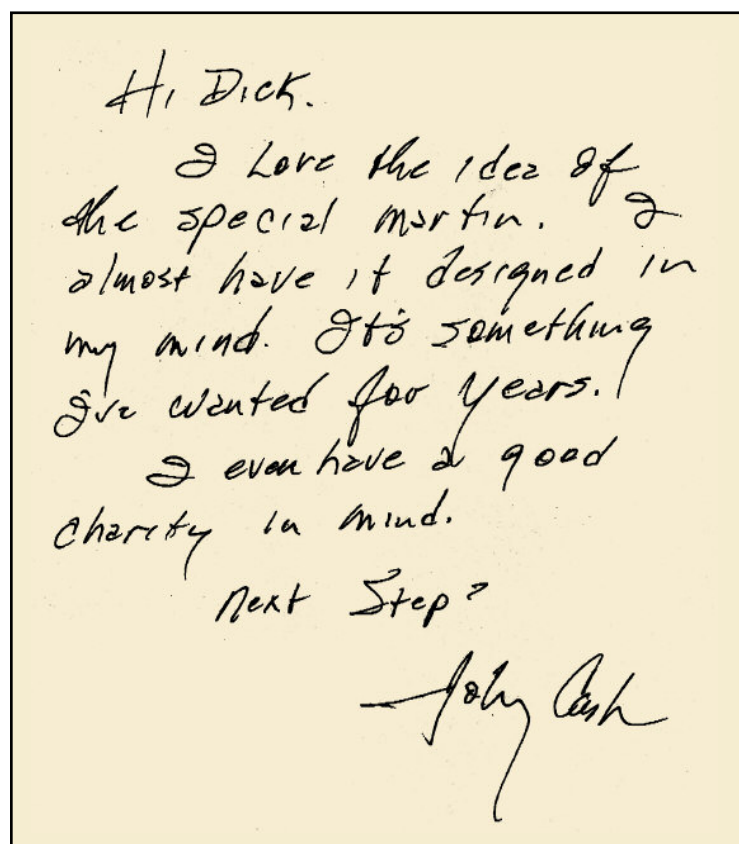 Hi Dick.
I Love the idea of
the special martin. I
almost have it designed in
my mind. It's something
I've wanted for years.
I even have a good
charity in mind.
Next Step?
John Cash